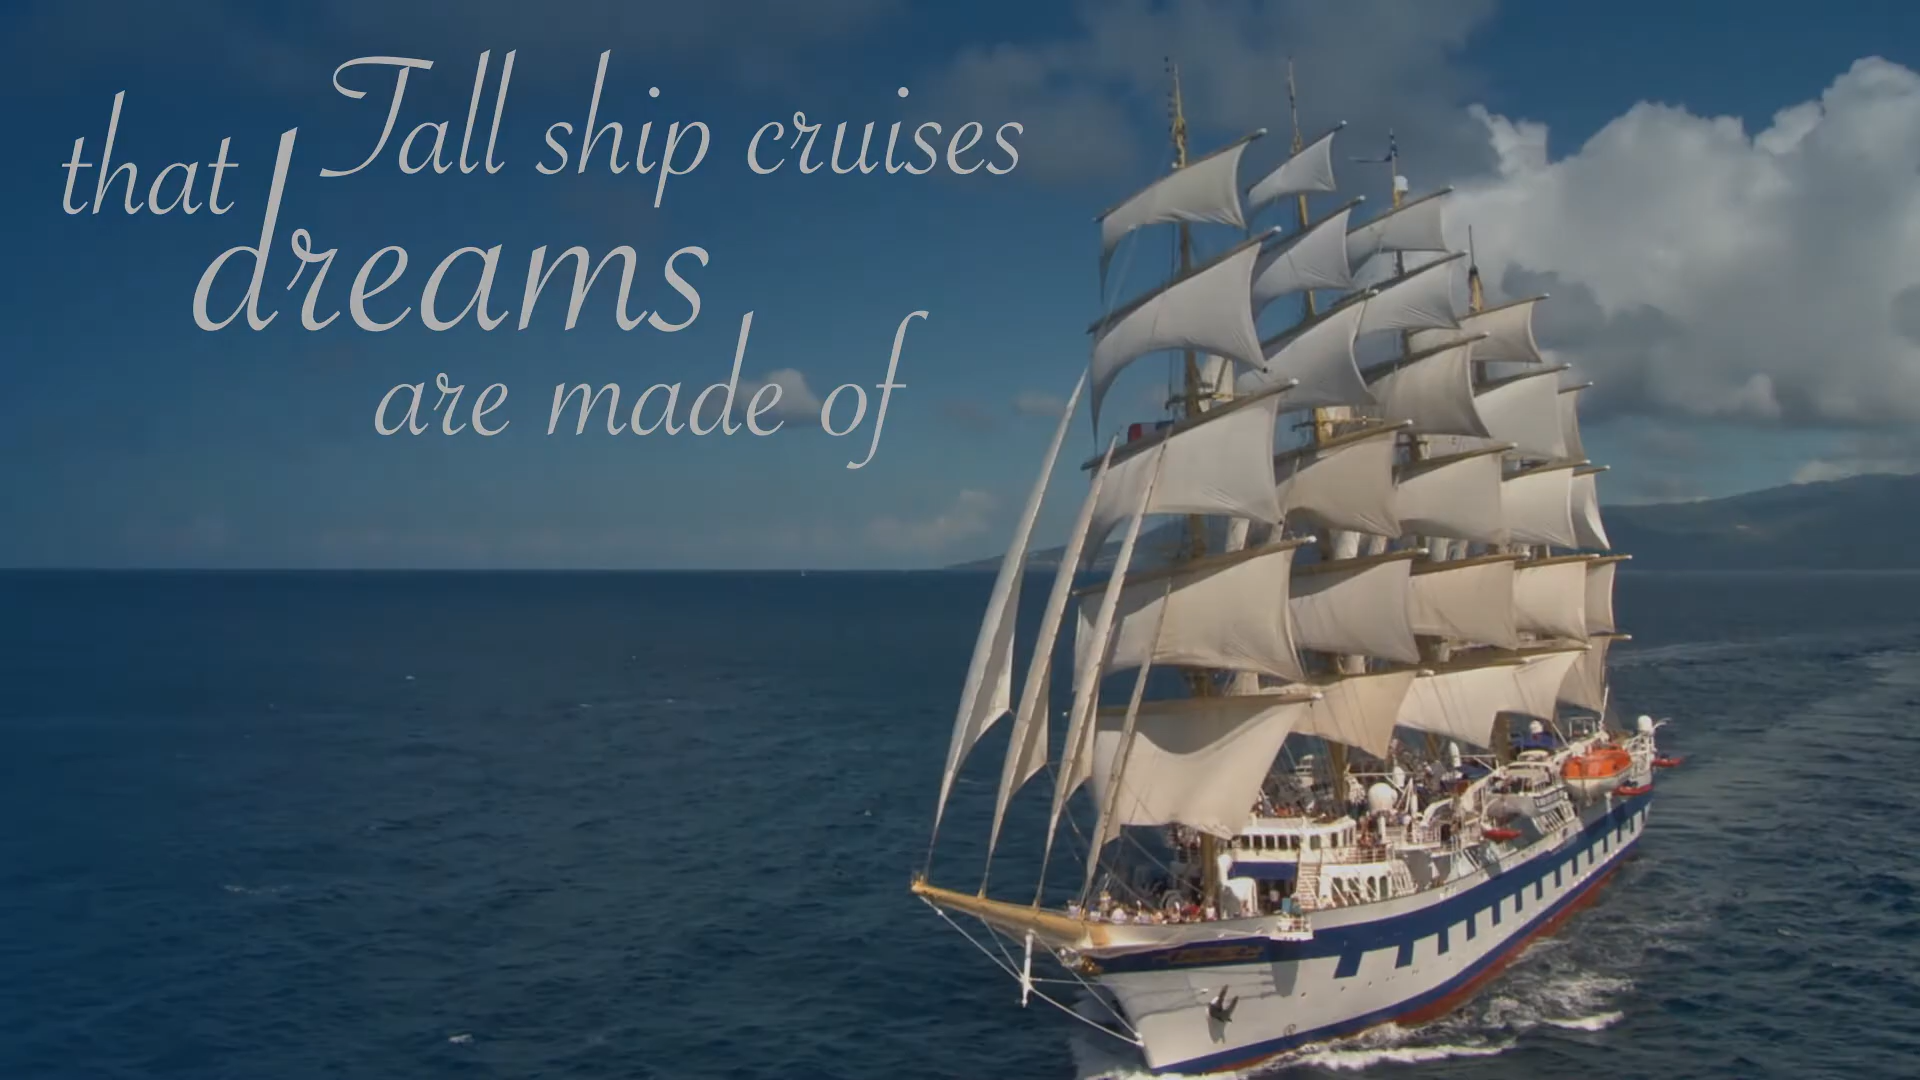 Tall ship cruises
that
dreams
are made of